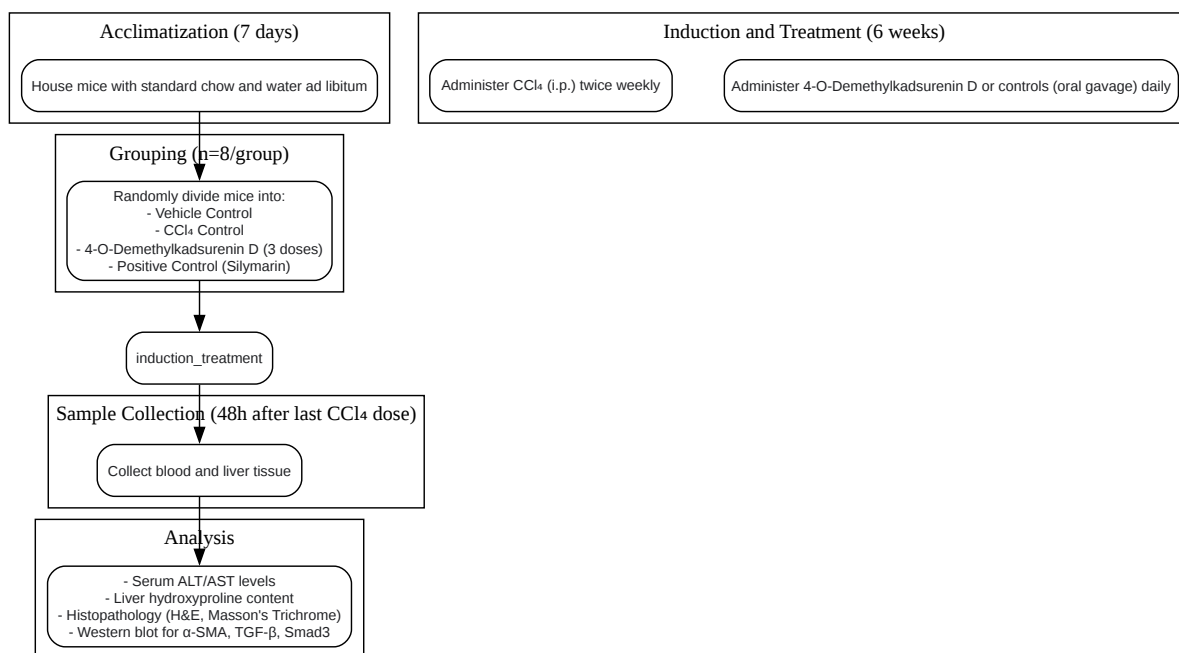 Acclimatization (7 days)
House mice with standard chow and water ad libitum
Induction and Treatment (6 weeks)
Administer CCl₄ (i.p.) twice weekly
Administer 4-O-Demethylkadsurenin D or controls (oral gavage) daily
Grouping (n=8/group)
Randomly divide mice into:
- Vehicle Control
- CCl₄ Control
- 4-O-Demethylkadsurenin D (3 doses)
- Positive Control (Silymarin)
induction_treatment
Sample Collection (48h after last CCl₄ dose)
Collect blood and liver tissue
Analysis
- Serum ALT/AST levels
- Liver hydroxyproline content
- Histopathology (H&E, Masson's Trichrome)
- Western blot for α-SMA, TGF-β, Smad3